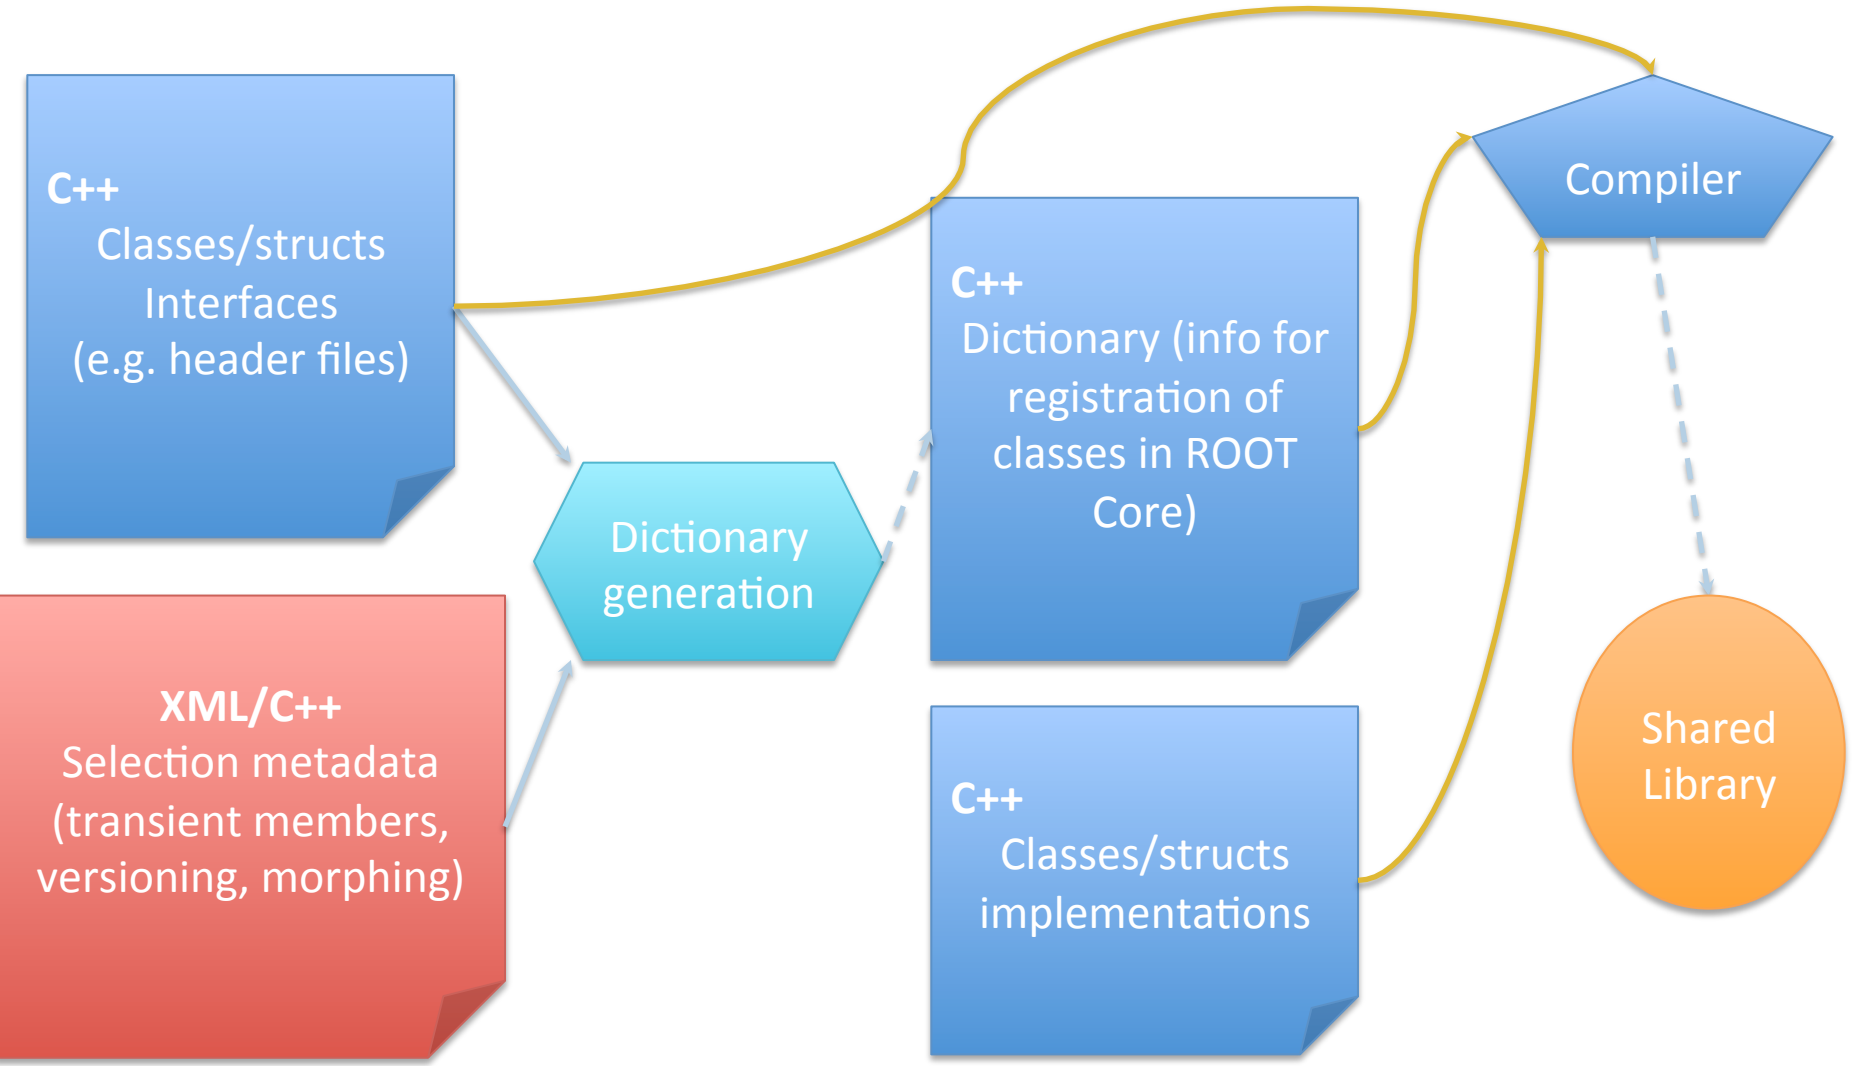 C++
Classes/structs
Interfaces
(e.g. header files)
XML/C++
Selection metadata
(transient members,
versioning, morphing)
Dictionary
generation
C++
Dictionary (info for
registration of
classes in ROOT
Core)
C++
Classes/structs
implementations
Compiler
Shared
Library